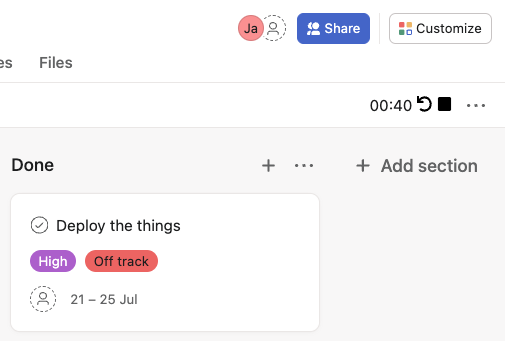 Ja
Share
Customize
es
Files
00:40
Done
Add section
Deploy the things
High
Off track
21 – 25 Jul